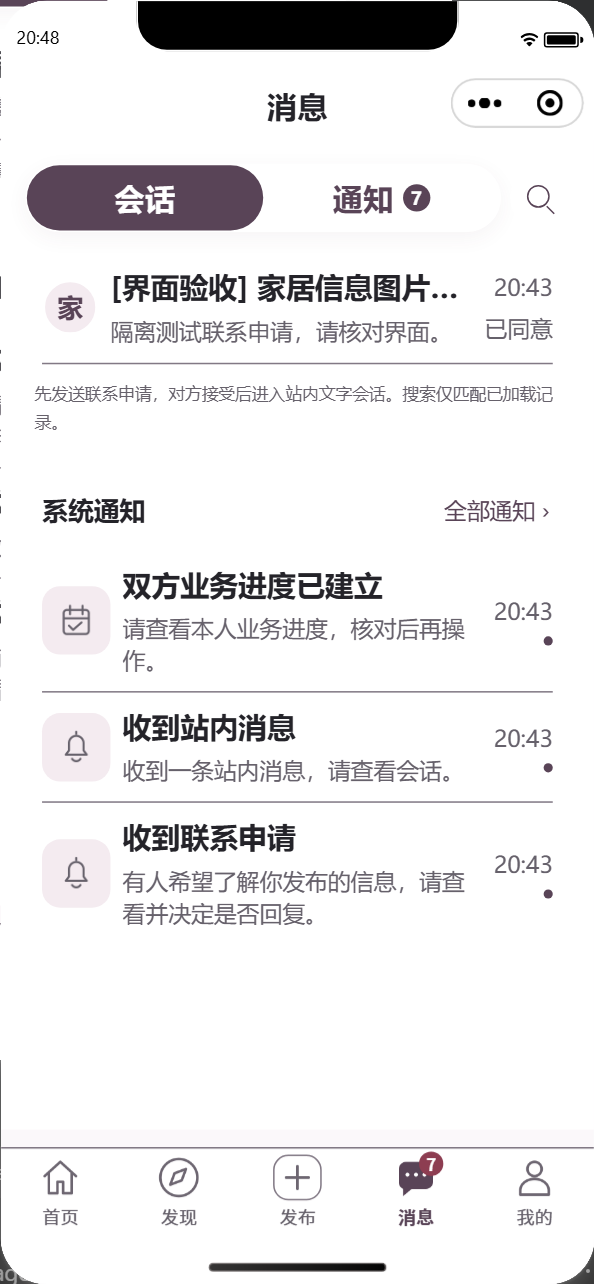 20:48
消息
会话
通知 7
[界面验收] 家居信息图片...
20:43
家
隔离测试联系申请，请核对界面。
已同意
先发送联系申请，对方接受后进入站内文字会话。搜索仅匹配已加载记
录。
系统通知
全部通知 ›
双方业务进度已建立
20:43
请查看本人业务进度，核对后再操
作。
收到站内消息
20:43
收到一条站内消息，请查看会话。
收到联系申请
20:43
有人希望了解你发布的信息，请查
看并决定是否回复。
7
首页
发现
发布
消息
我的